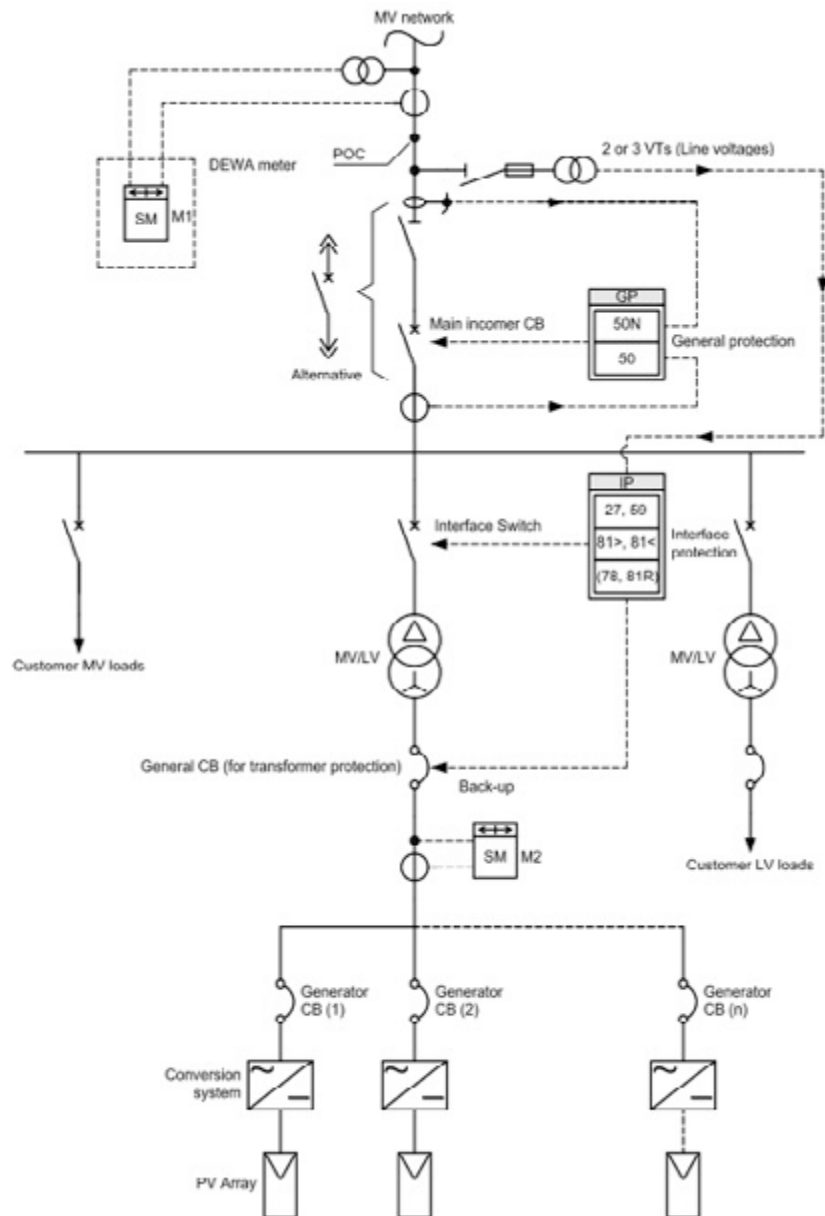 MV network
DEWA meter
POC
2 or 3 VTs (Line voltages)
SM
M1
GP
50N
50
Main incomer CB
General protection
Alternative
IP
27, 59
81>, 81<
(78, 81R)
Interface Switch
Interface
protection
Customer MV loads
MV/LV
MV/LV
General CB (for transformer protection)
Back-up
SM
M2
Customer LV loads
Generator
CB (1)
Generator
CB (2)
Generator
CB (n)
Conversion
system
PV Array